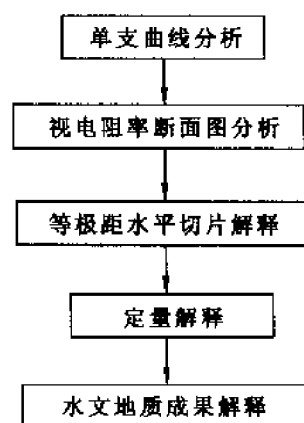 单支曲线分析
视电阻率断面图分析
等极距水平切片解释
定量解释
水文地质成果解释